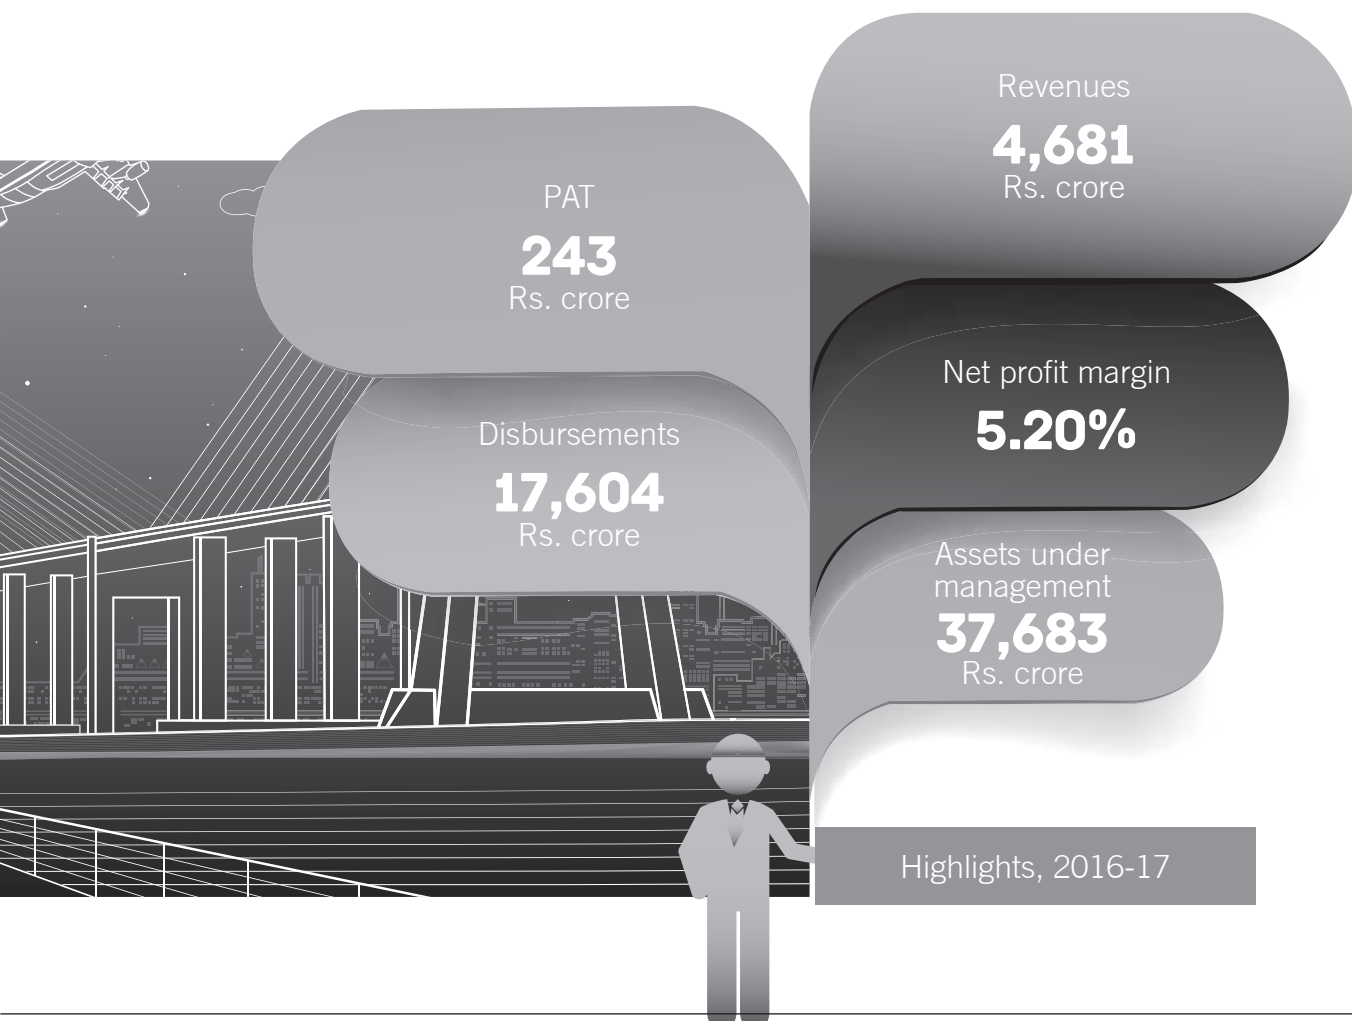 Revenues
4,681
Rs. crore
PAT
243
Rs. crore
Net profit margin
5.20%
Disbursements
17,604
Rs. crore
Assets under
management
37,683
Rs. crore
Highlights, 2016-17